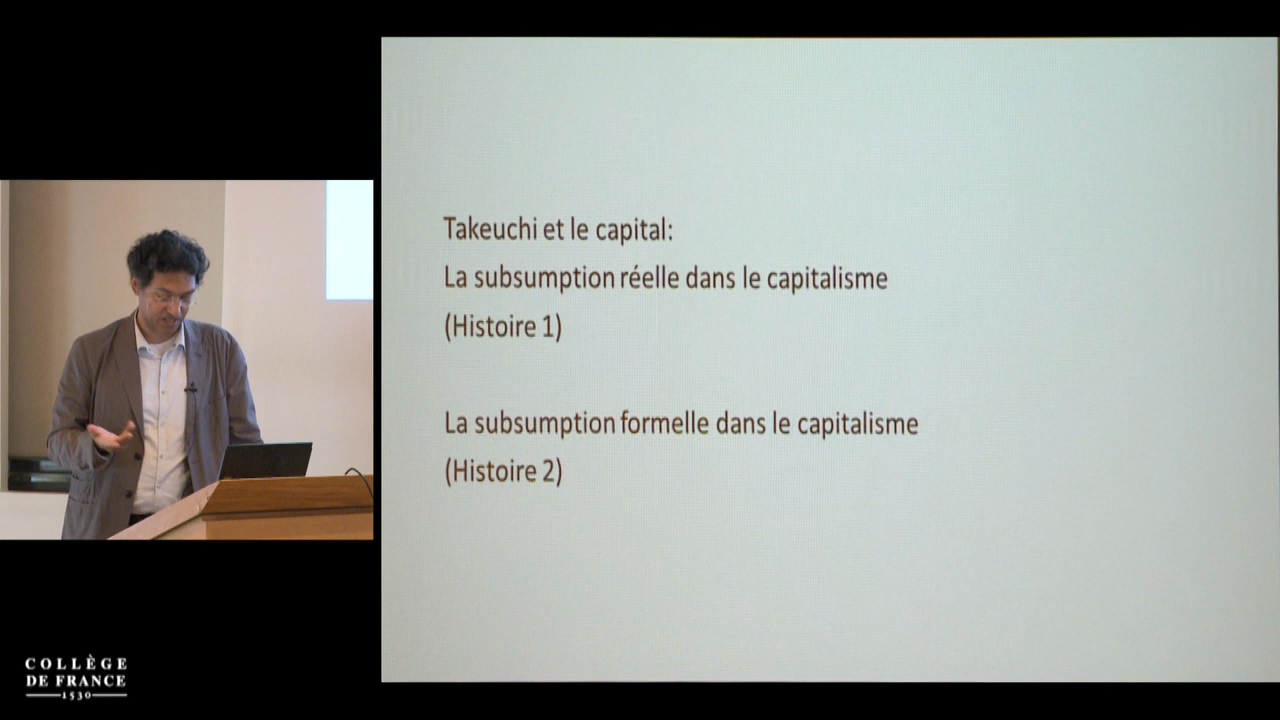 Takeuchi et le capital:
La subsumption réelle dans le capitalisme
(Histoire 1)
La subsumption formelle dans le capitalisme
(Histoire 2)
COLLÈGE
DE FRANCE
1530